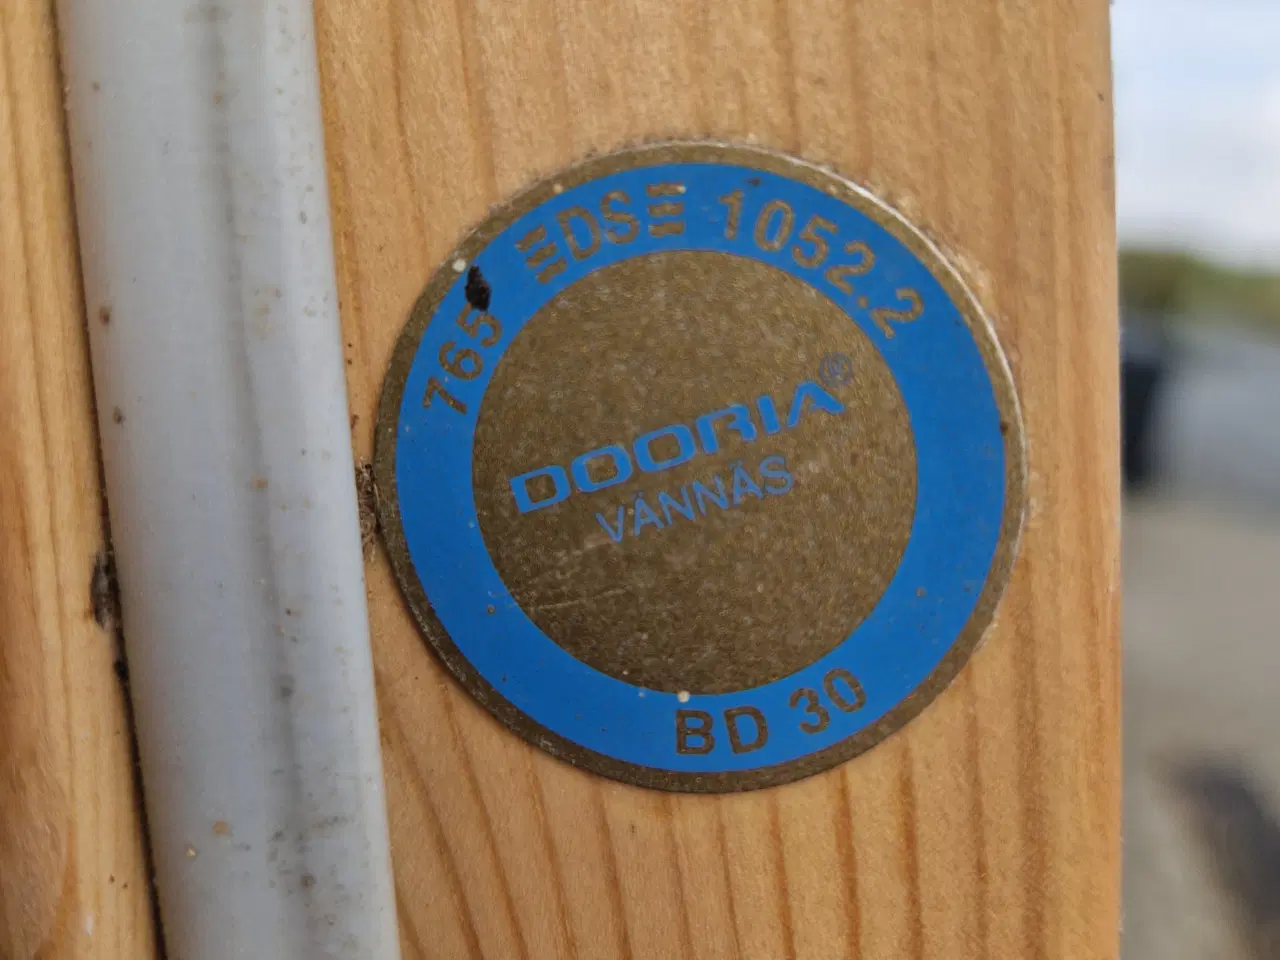 765 DS 1052.2
DOORIA®
VÄNNÄS
BD 30